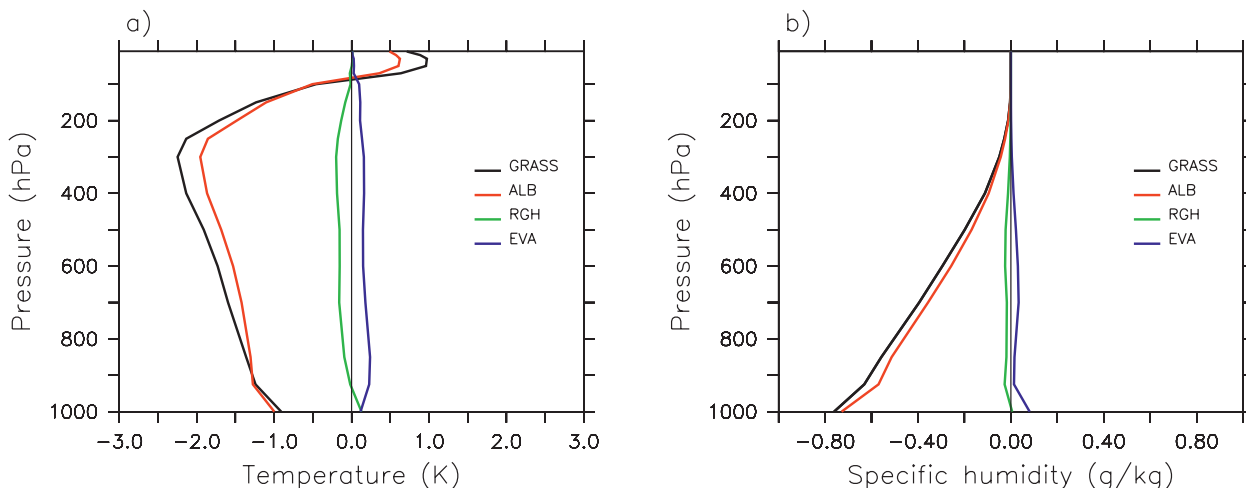 a)
200
400
600
800
1000
Pressure (hPa)
GRASS
ALB
RGH
EVA
−3.0 −2.0 −1.0 0.0 1.0 2.0 3.0
Temperature (K)
b)
200
400
600
800
1000
Pressure (hPa)
GRASS
ALB
RGH
EVA
−0.80 −0.40 0.00 0.40 0.80
Specific humidity (g/kg)